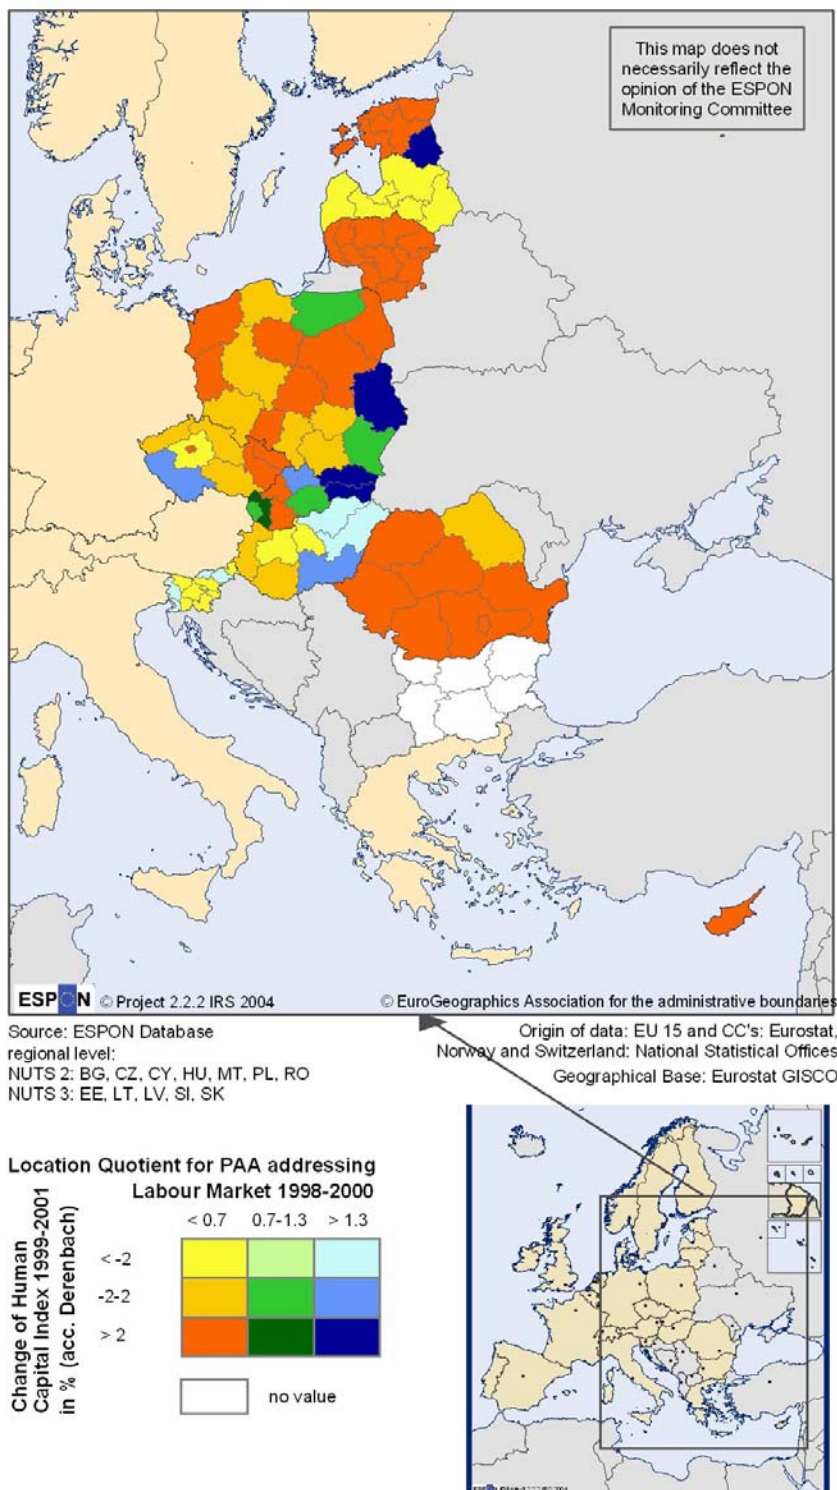 This map does not
necessarily reflect the
opinion of the ESPON
Monitoring Committee
ESPON © Project 2.2.2 IRS 2004
© EuroGeographics Association for the administrative boundaries
Source: ESPON Database
regional level:
NUTS 2: BG, CZ, CY, HU, MT, PL, RO
NUTS 3: EE, LT, LV, SI, SK
Origin of data: EU 15 and CC's: Eurostat,
Norway and Switzerland: National Statistical Offices
Geographical Base: Eurostat GISCO
Location Quotient for PAA addressing
Labour Market 1998-2000
< 0.7 0.7-1.3 > 1.3
Change of Human
Capital Index 1999-2001
in % (acc. Derenbach)
< -2
-2-2
> 2
no value